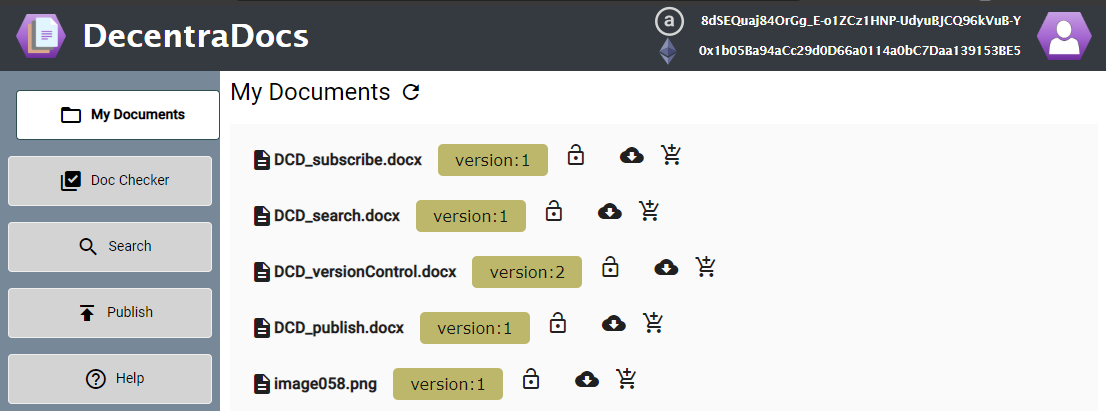 DecentraDocs
a
8dSEQuaj84OrGg_E-o1ZCz1HNP-UdyuBJCQ96kVuB-Y
0x1b05Ba94aCc29d0D66a0114a0bC7Daa139153BE5
My Documents
Doc Checker
Search
Publish
Help
My Documents
DCD_subscribe.docx version:1
DCD_search.docx version:1
DCD_versionControl.docx version:2
DCD_publish.docx version:1
image058.png version:1